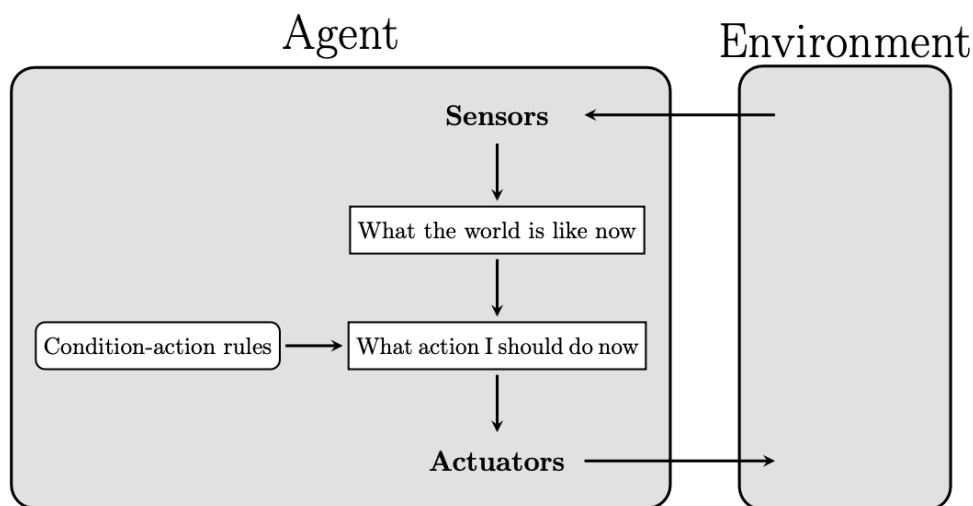 Agent
Environment
Sensors
What the world is like now
Condition-action rules
What action I should do now
Actuators